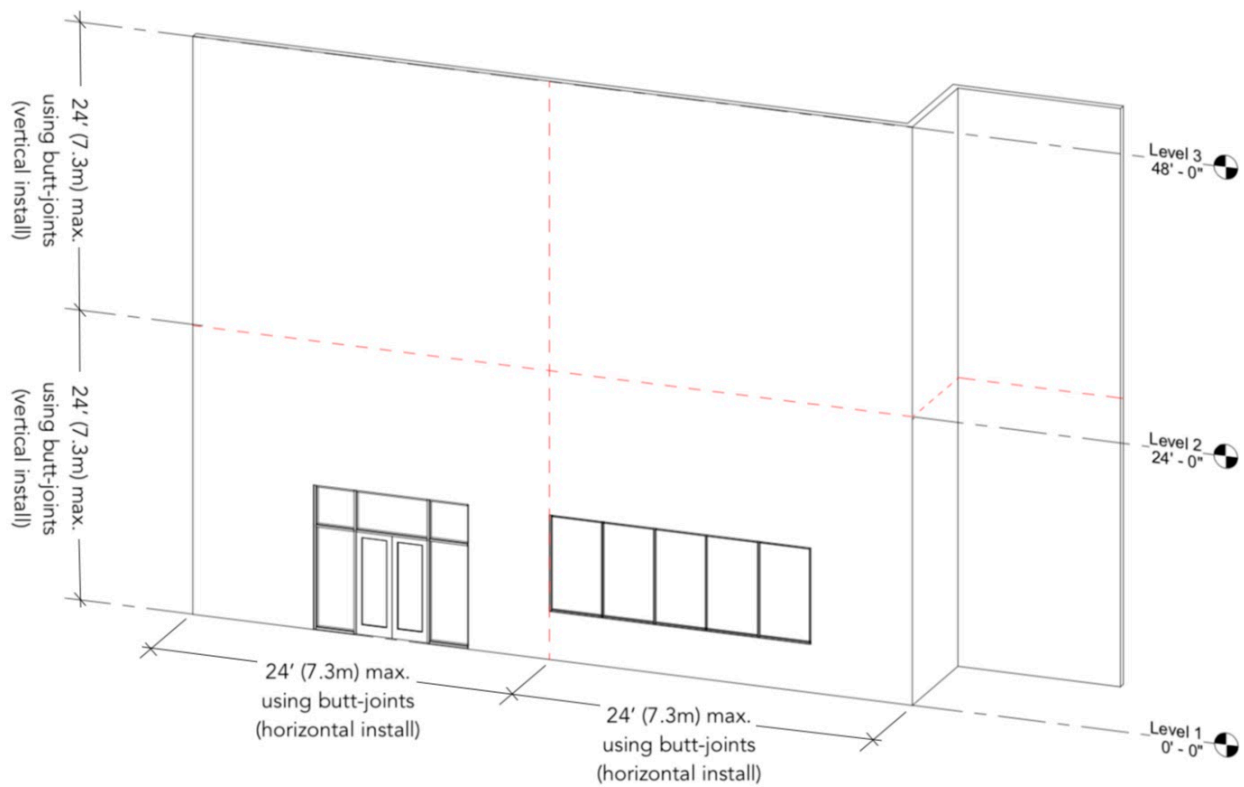 24’ (7.3m) max.
using butt-joints
(vertical install)
24’ (7.3m) max.
using butt-joints
(vertical install)
Level 3
48' - 0"
Level 2
24' - 0"
Level 1
0' - 0"
24’ (7.3m) max.
using butt-joints
(horizontal install)
24’ (7.3m) max.
using butt-joints
(horizontal install)